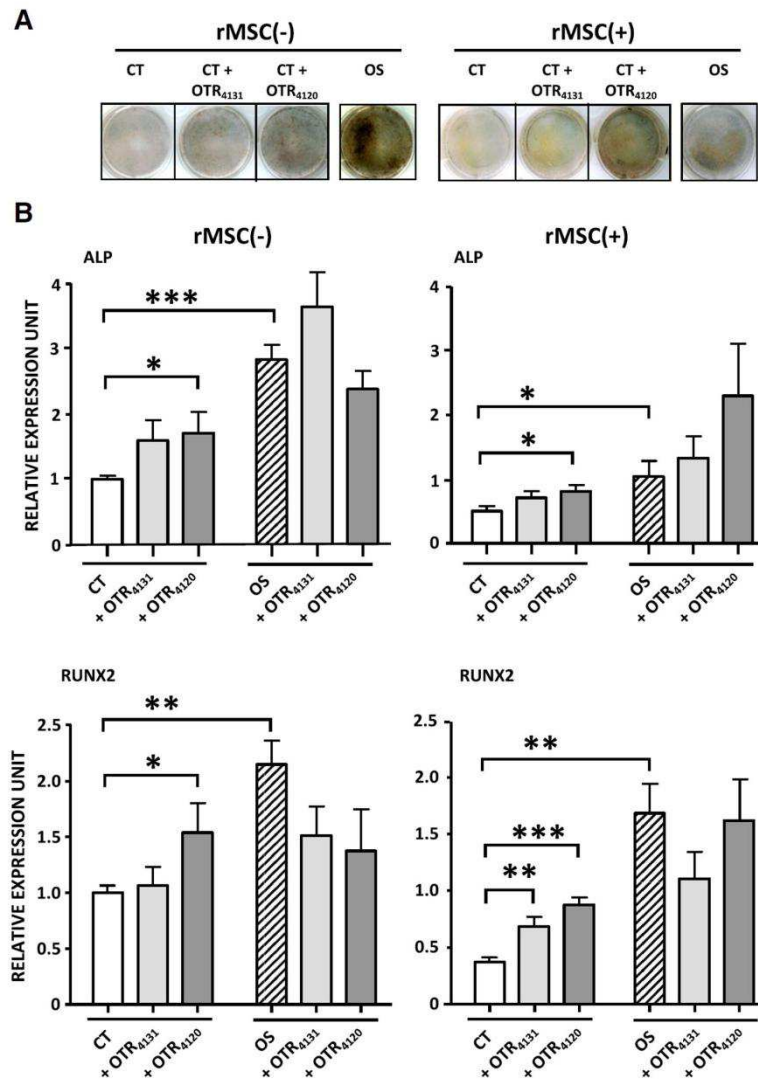 A
rMSC(-) rMSC(+)
CT CT + CT + OS CT CT + CT + OS
OTR4131 OTR4120 OTR4131 OTR4120
B
rMSC(-) rMSC(+)
ALP ALP
RELATIVE EXPRESSION UNIT
4
3
2
1
0
***
*
CT
+ OTR4131
+ OTR4120
OS
+ OTR4131
+ OTR4120
4
3
2
1
0
*
*
CT
+ OTR4131
+ OTR4120
OS
+ OTR4131
+ OTR4120
RUNX2 RUNX2
RELATIVE EXPRESSION UNIT
2.5
2.0
1.5
1.0
0.5
0
**
*
CT
+ OTR4131
+ OTR4120
OS
+ OTR4131
+ OTR4120
2.5
2.0
1.5
1.0
0.5
0
**
***
**
CT
+ OTR4131
+ OTR4120
OS
+ OTR4131
+ OTR4120